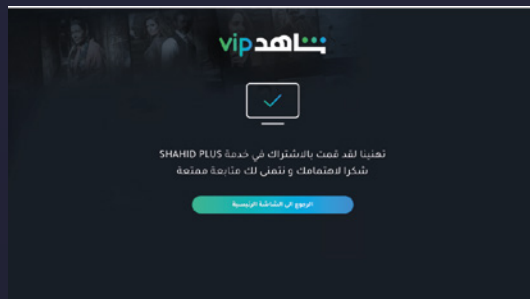 شاهد vip
تهنينا لقد قمت بالاشتراك في خدمة SHAHID PLUS
شكرا لاهتمامك و نتمنى لك متابعة ممتعة
الرجوع الى الشاشة الرئيسية